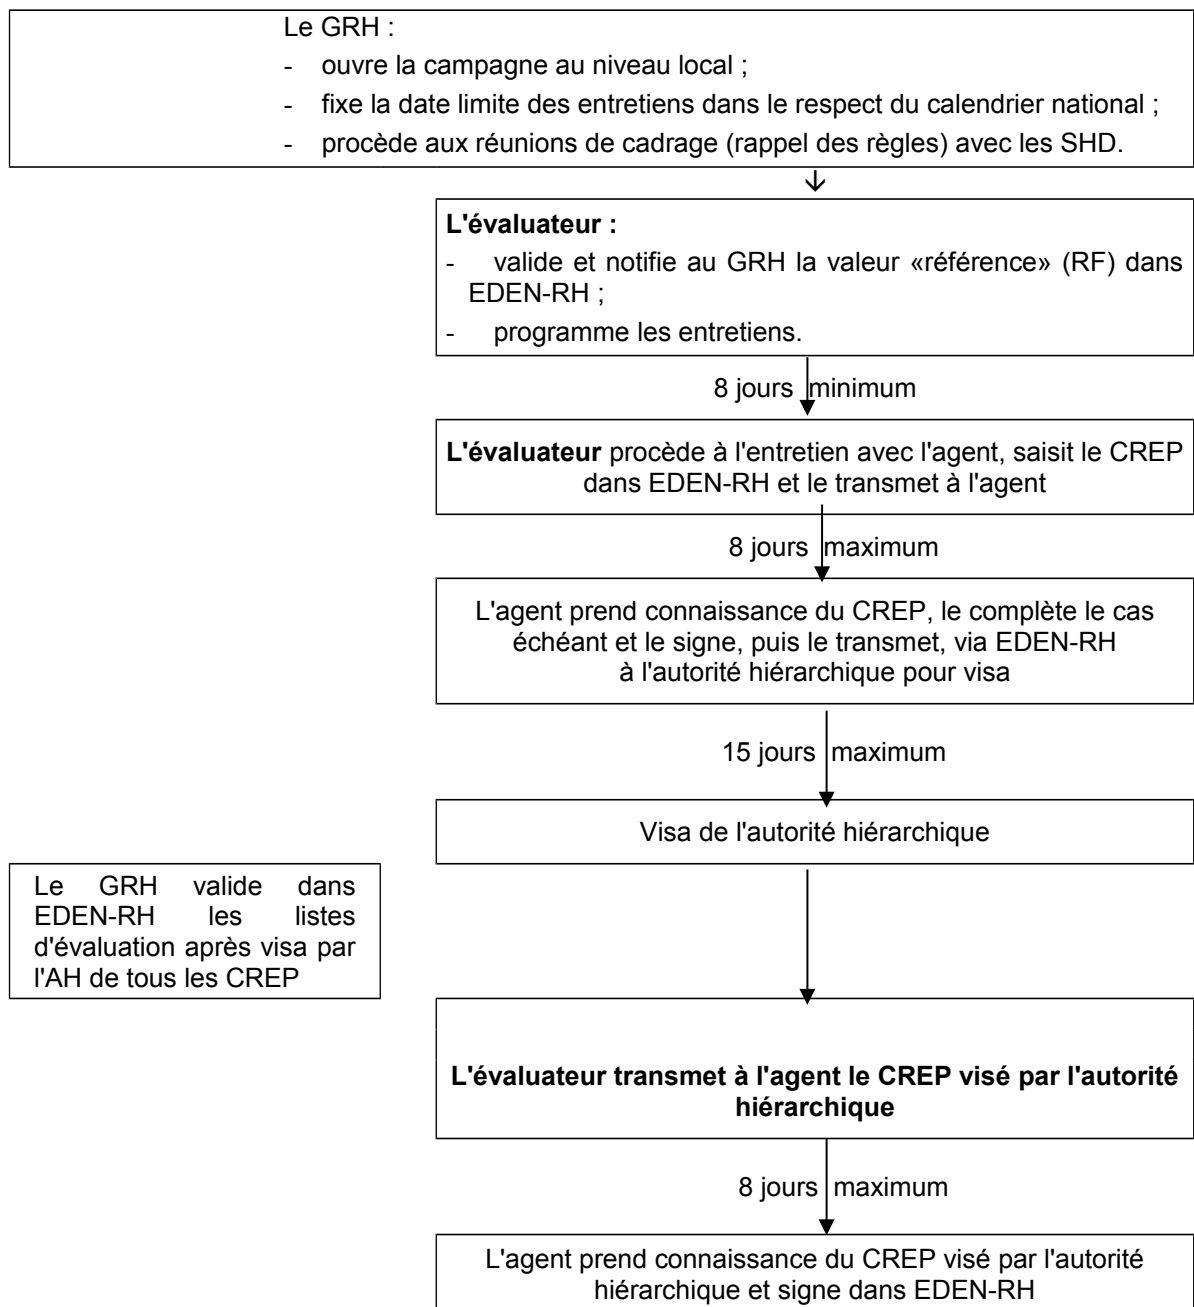 Le GRH :
- ouvre la campagne au niveau local ;
- fixe la date limite des entretiens dans le respect du calendrier national ;
- procède aux réunions de cadrage (rappel des règles) avec les SHD.
L'évaluateur :
- valide et notifie au GRH la valeur «référence» (RF) dans
EDEN-RH ;
- programme les entretiens.
8 jours minimum
L'évaluateur procède à l'entretien avec l'agent, saisit le CREP
dans EDEN-RH et le transmet à l'agent
8 jours maximum
L'agent prend connaissance du CREP, le complète le cas
échéant et le signe, puis le transmet, via EDEN-RH
à l'autorité hiérarchique pour visa
15 jours maximum
Visa de l'autorité hiérarchique
Le GRH valide dans
EDEN-RH les listes
d'évaluation après visa par
l'AH de tous les CREP
L'évaluateur transmet à l'agent le CREP visé par l'autorité
hiérarchique
8 jours maximum
L'agent prend connaissance du CREP visé par l'autorité
hiérarchique et signe dans EDEN-RH